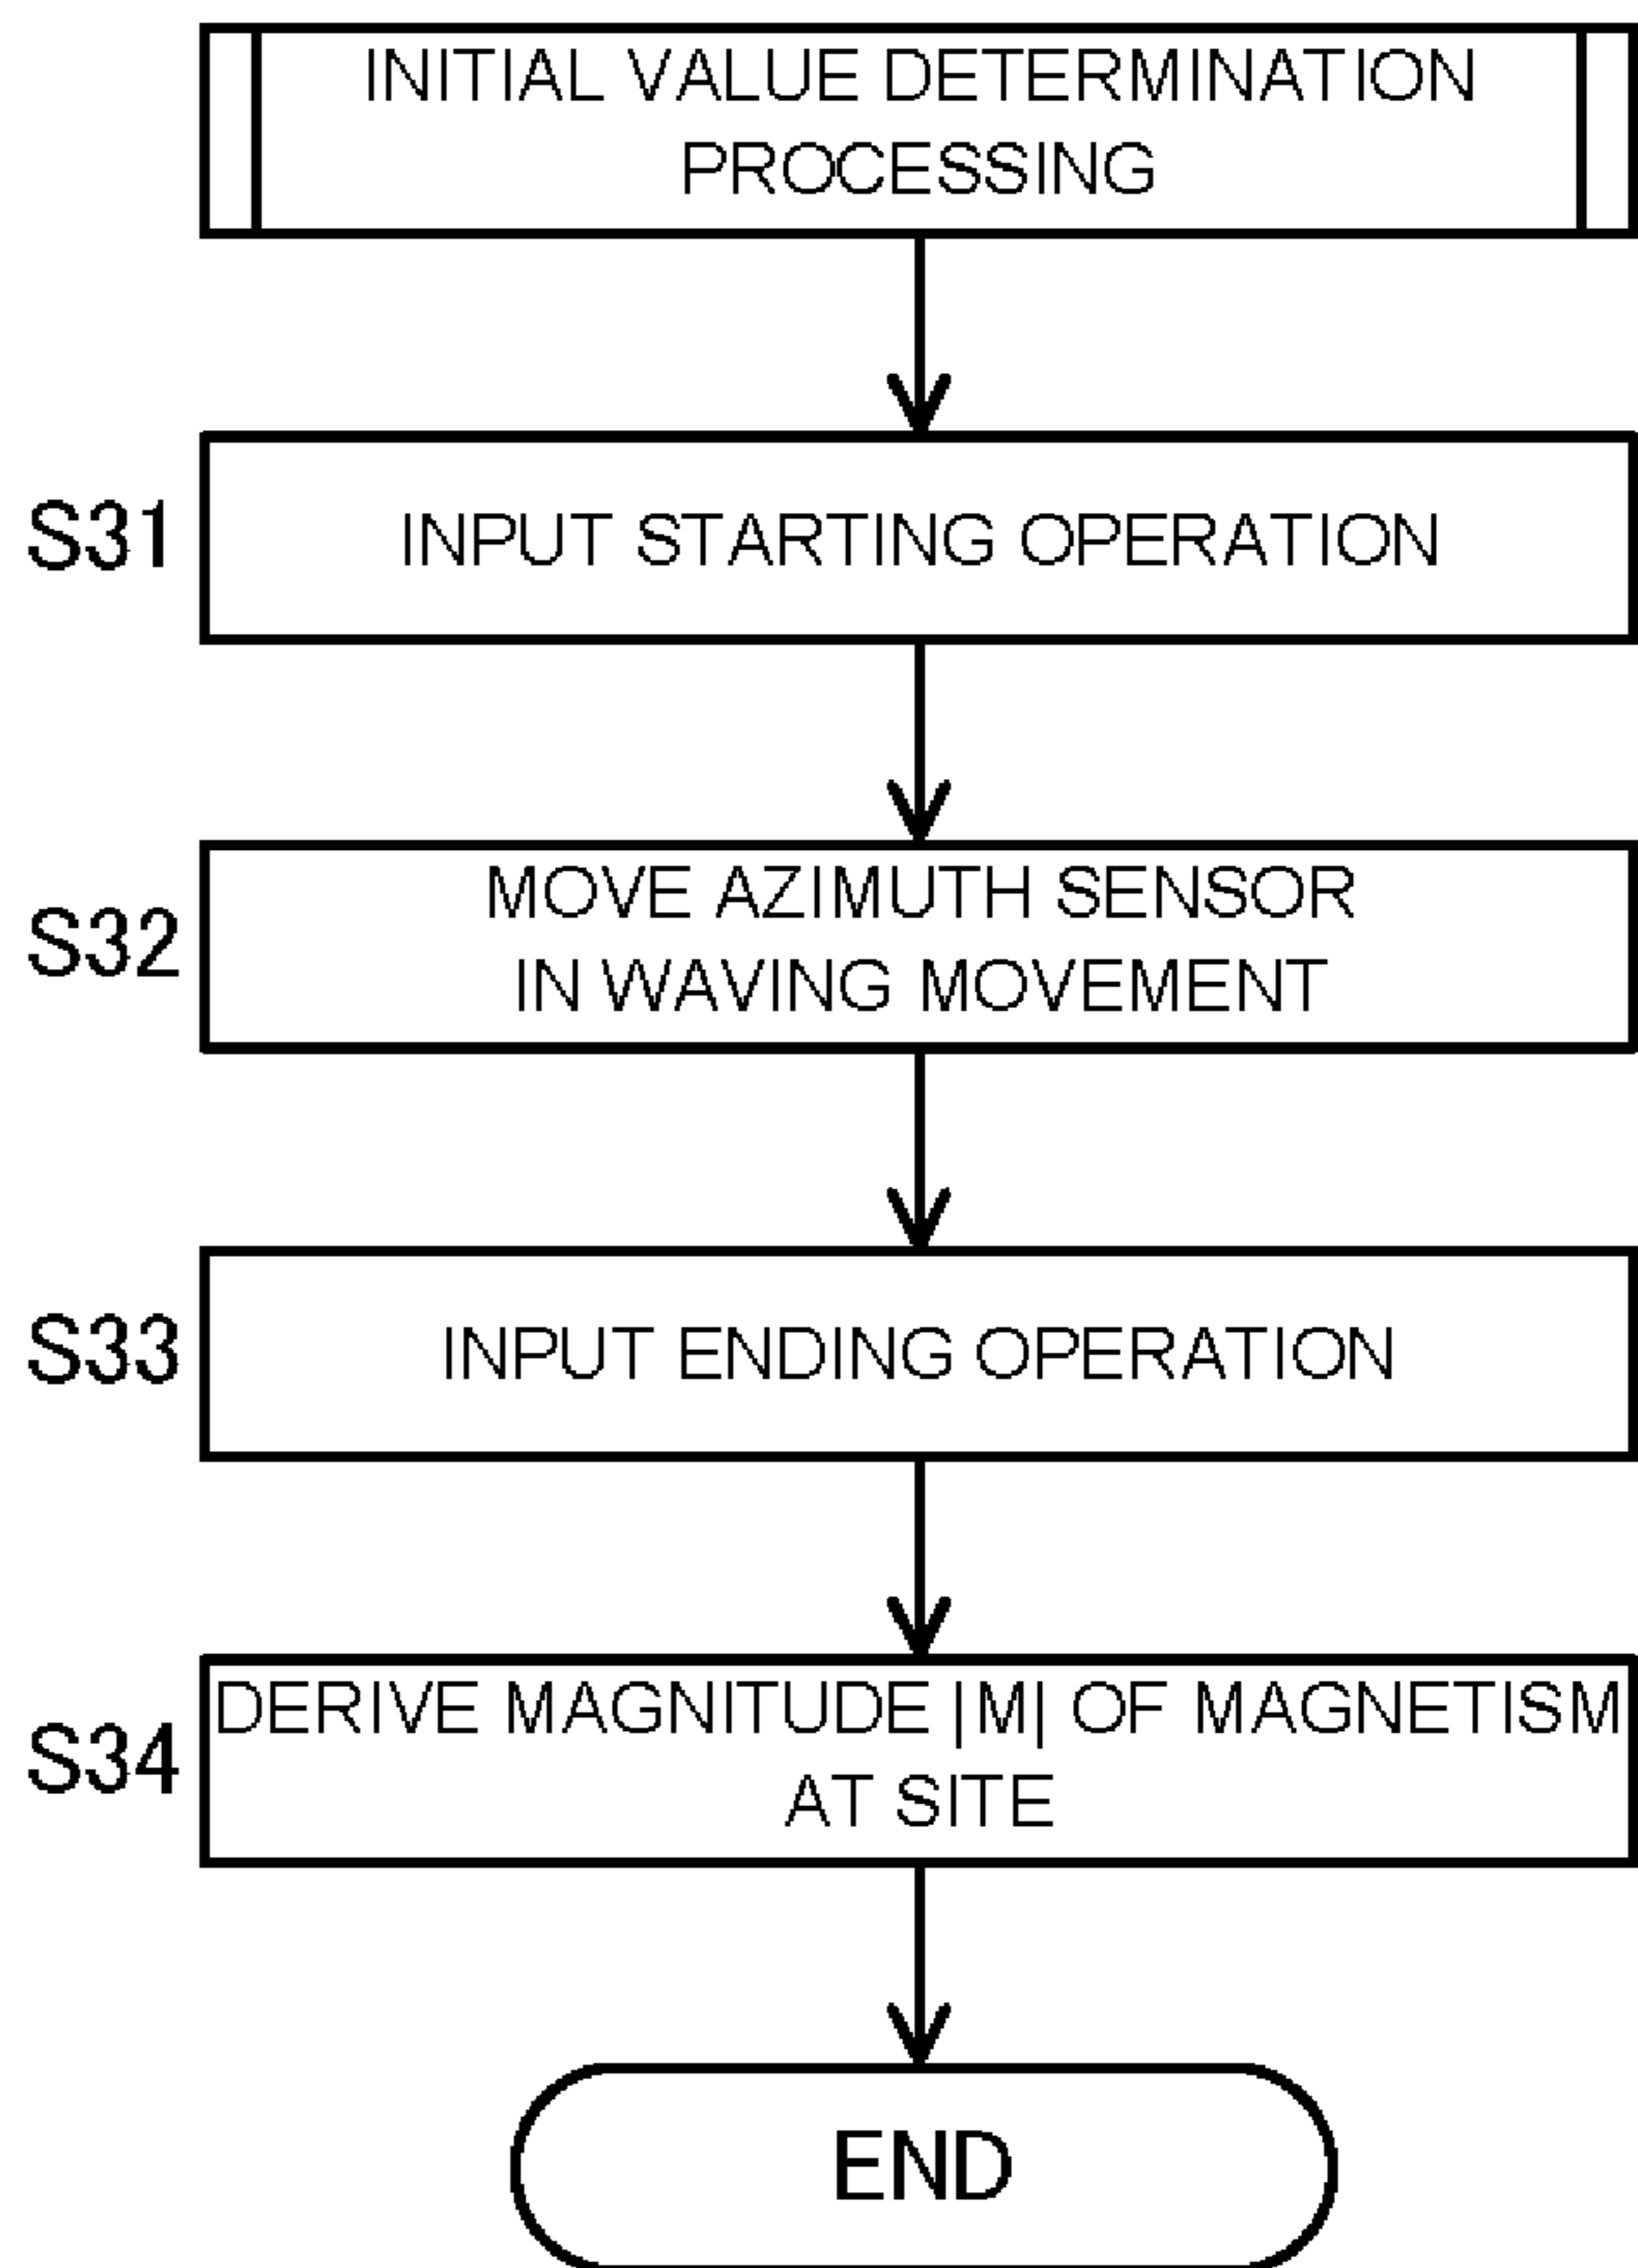 INITIAL VALUE DETERMINATION
PROCESSING
S31
INPUT STARTING OPERATION
S32
MOVE AZIMUTH SENSOR
IN WAVING MOVEMENT
S33
INPUT ENDING OPERATION
S34
DERIVE MAGNITUDE |M| OF MAGNETISM
AT SITE
END